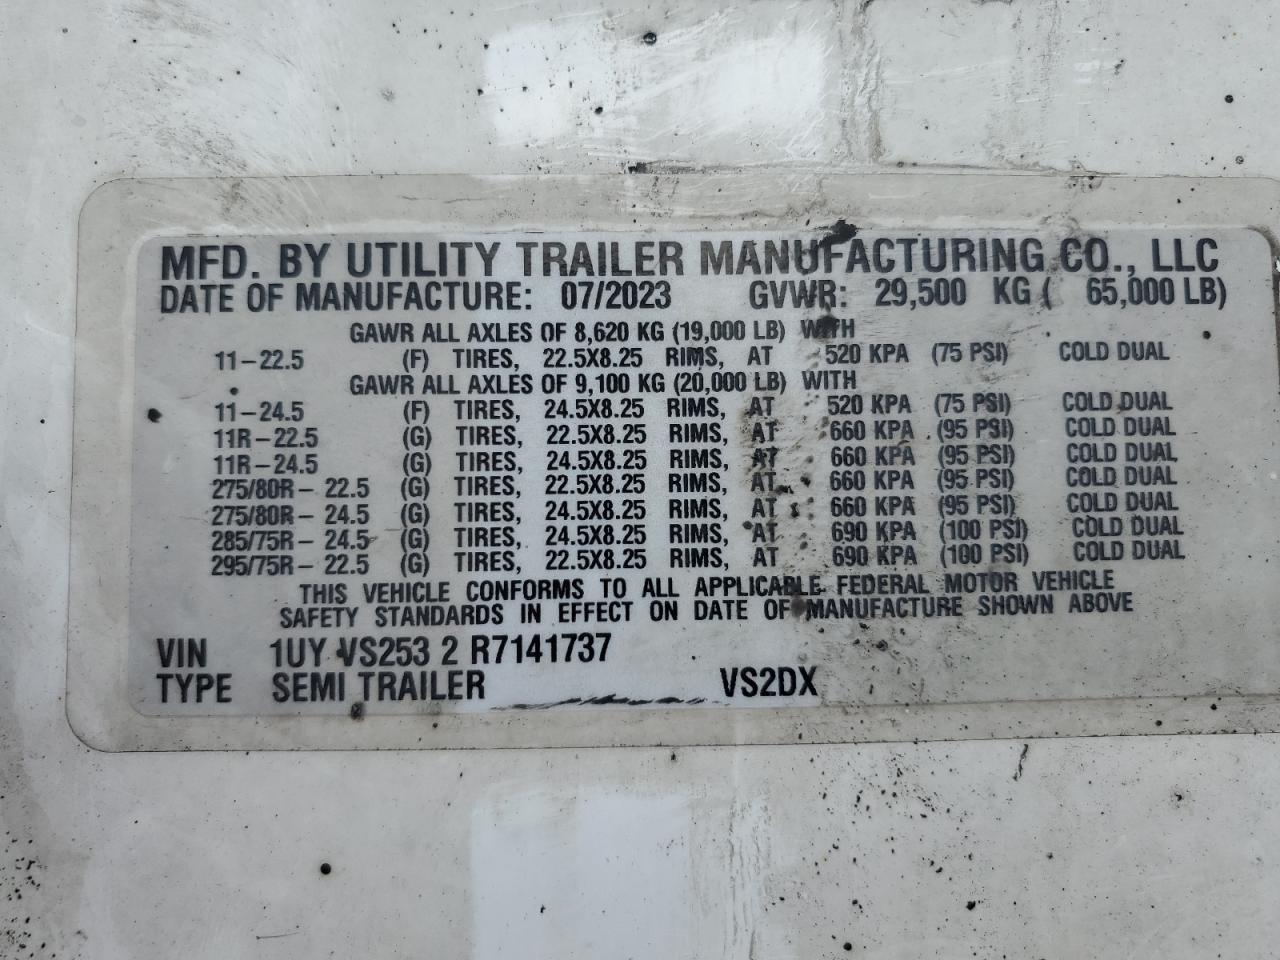 MFD. BY UTILITY TRAILER MANUFACTURING CO., LLC
DATE OF MANUFACTURE: 07/2023 GVWR: 29,500 KG ( 65,000 LB)
GAWR ALL AXLES OF 8,620 KG (19,000 LB) WITH
11-22.5 (F) TIRES, 22.5X8.25 RIMS, AT 520 KPA (75 PSI) COLD DUAL
GAWR ALL AXLES OF 9,100 KG (20,000 LB) WITH
11-24.5 (F) TIRES, 24.5X8.25 RIMS, AT 520 KPA (75 PSI) COLD DUAL
11R-22.5 (G) TIRES, 22.5X8.25 RIMS, AT 660 KPA (95 PSI) COLD DUAL
11R-24.5 (G) TIRES, 24.5X8.25 RIMS, AT 660 KPA (95 PSI) COLD DUAL
275/80R- 22.5 (G) TIRES, 22.5X8.25 RIMS, AT 660 KPA (95 PSI) COLD DUAL
275/80R- 24.5 (G) TIRES, 24.5X8.25 RIMS, AT 660 KPA (95 PSI) COLD DUAL
285/75R- 24.5 (G) TIRES, 24.5X8.25 RIMS, AT 690 KPA (100 PSI) COLD DUAL
295/75R- 22.5 (G) TIRES, 22.5X8.25 RIMS, AT 690 KPA (100 PSI) COLD DUAL
THIS VEHICLE CONFORMS TO ALL APPLICABLE FEDERAL MOTOR VEHICLE
SAFETY STANDARDS IN EFFECT ON DATE OF MANUFACTURE SHOWN ABOVE
VIN 1UY VS253 2 R7141737
TYPE SEMI TRAILER VS2DX